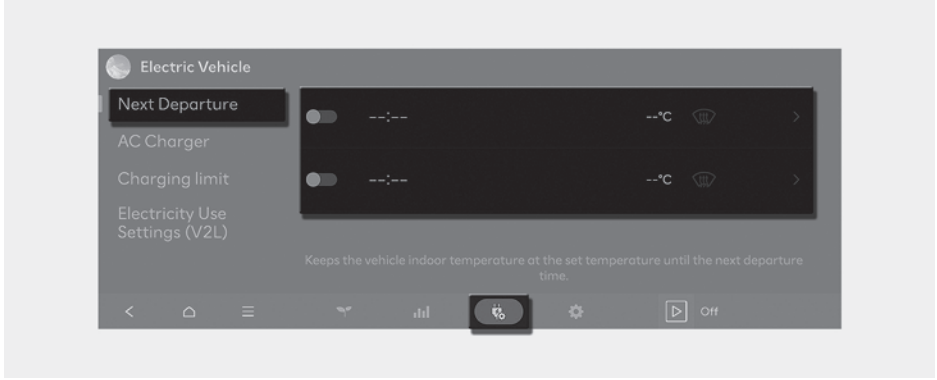 Electric Vehicle
Next Departure
AC Charger
Charging limit
Electricity Use
Settings (V2L)
--:-- --°C
--:-- --°C
Keeps the vehicle indoor temperature at the set temperature until the next departure
time.
Off